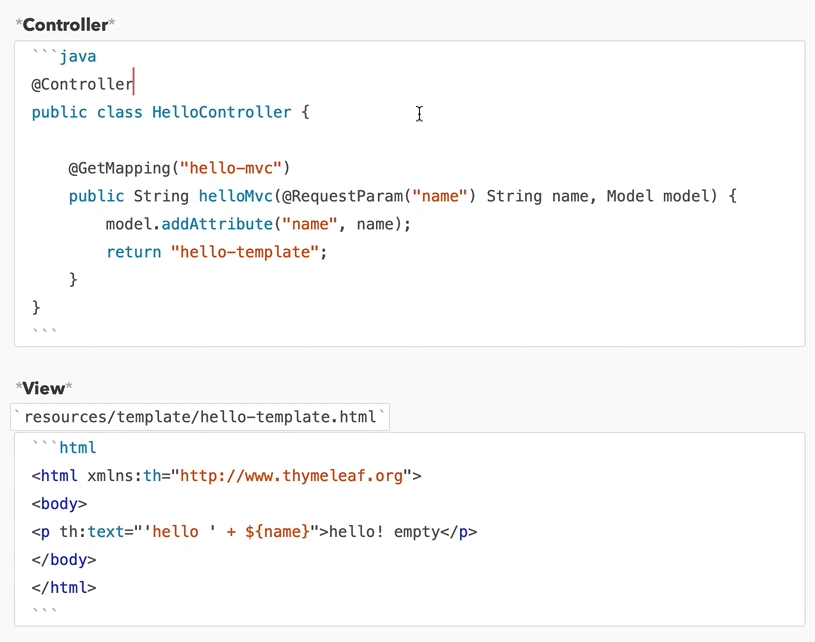 *Controller*
```java
@Controller
public class HelloController {
    @GetMapping("hello-mvc")
    public String helloMvc(@RequestParam("name") String name, Model model) {
        model.addAttribute("name", name);
        return "hello-template";
    }
}
```
*View*
`resources/template/hello-template.html`
```html
<html xmlns:th="http://www.thymeleaf.org">
<body>
<p th:text="'hello ' + ${name}">hello! empty</p>
</body>
</html>
```